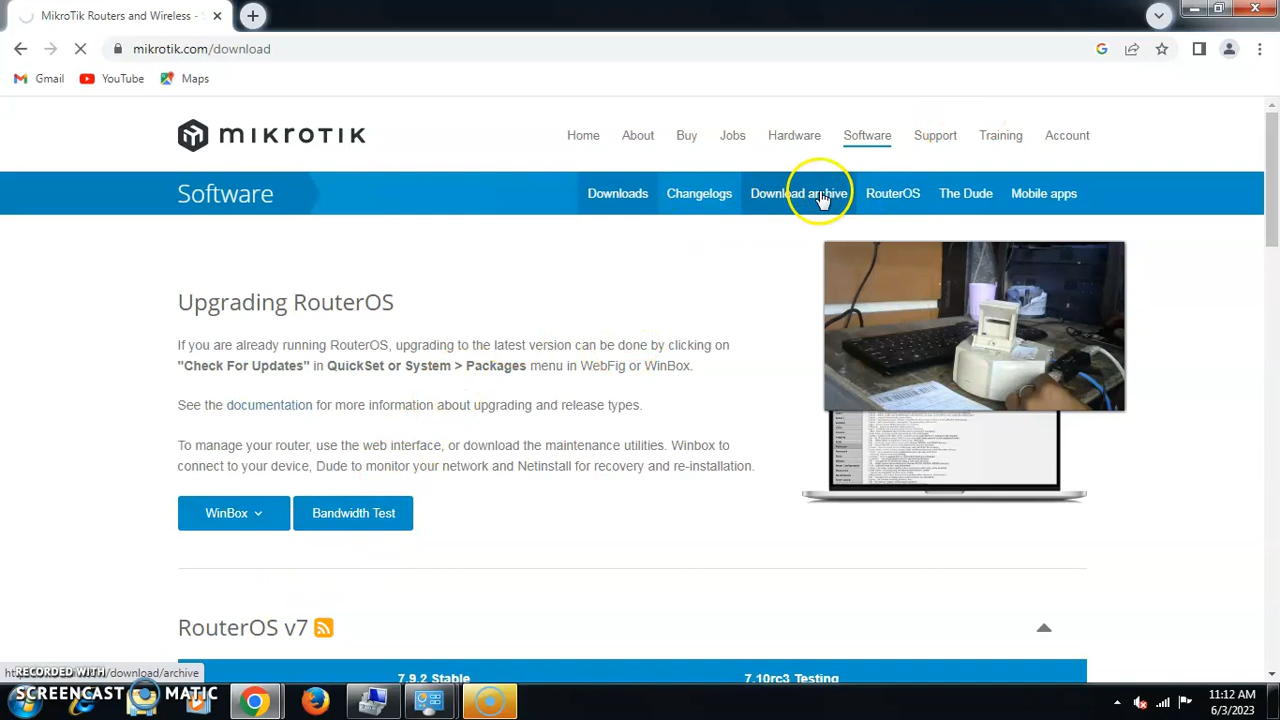 MikroTik Routers and Wireless -
mikrotik.com/download
Gmail YouTube Maps
MIKROTIK
Home About Buy Jobs Hardware Software Support Training Account
Software
Downloads Changelogs Download archive RouterOS The Dude Mobile apps
Upgrading RouterOS
If you are already running RouterOS, upgrading to the latest version can be done by clicking on
"Check For Updates" in QuickSet or System > Packages menu in WebFig or WinBox.
See the documentation for more information about upgrading and release types.
To manage your router, use the web interface, or download the maintenance utilities. Winbox to
connect to your device, Dude to monitor your network and Netinstall for recovery and re-installation.
WinBox Bandwidth Test
RouterOS v7
7.9.2 Stable 7.10rc3 Testing
/download/archive
RECORDED WITH
SCREENCAST MATIC
11:12 AM
6/3/2023